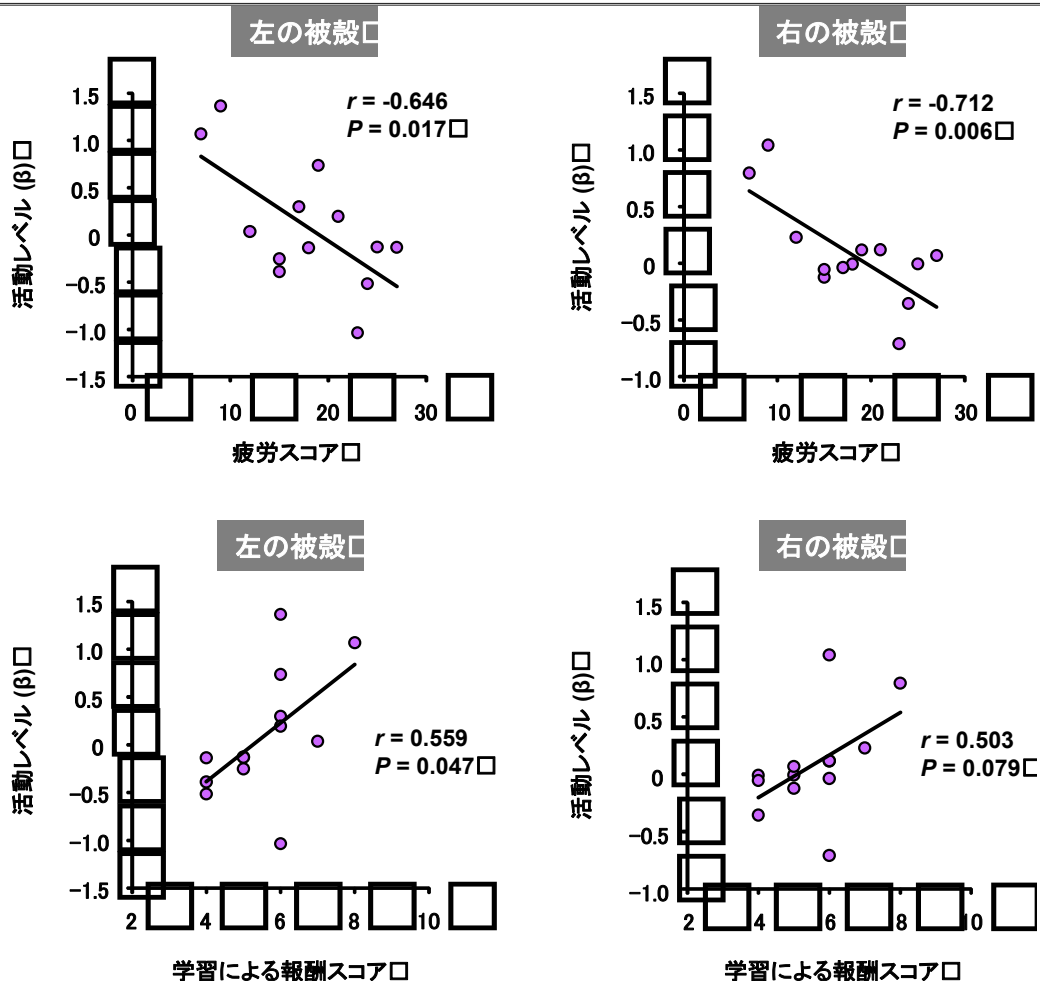 左の被殻
1.5
1.0
0.5
0
−0.5
−1.0
−1.5
活動レベル (β)
r = -0.646
P = 0.017
0 10 20 30
疲労スコア
右の被殻
1.5
1.0
0.5
0
−0.5
−1.0
活動レベル (β)
r = -0.712
P = 0.006
0 10 20 30
疲労スコア
左の被殻
1.5
1.0
0.5
0
−0.5
−1.0
−1.5
活動レベル (β)
r = 0.559
P = 0.047
2 4 6 8 10
学習による報酬スコア
右の被殻
1.5
1.0
0.5
0
−0.5
−1.0
活動レベル (β)
r = 0.503
P = 0.079
2 4 6 8 10
学習による報酬スコア